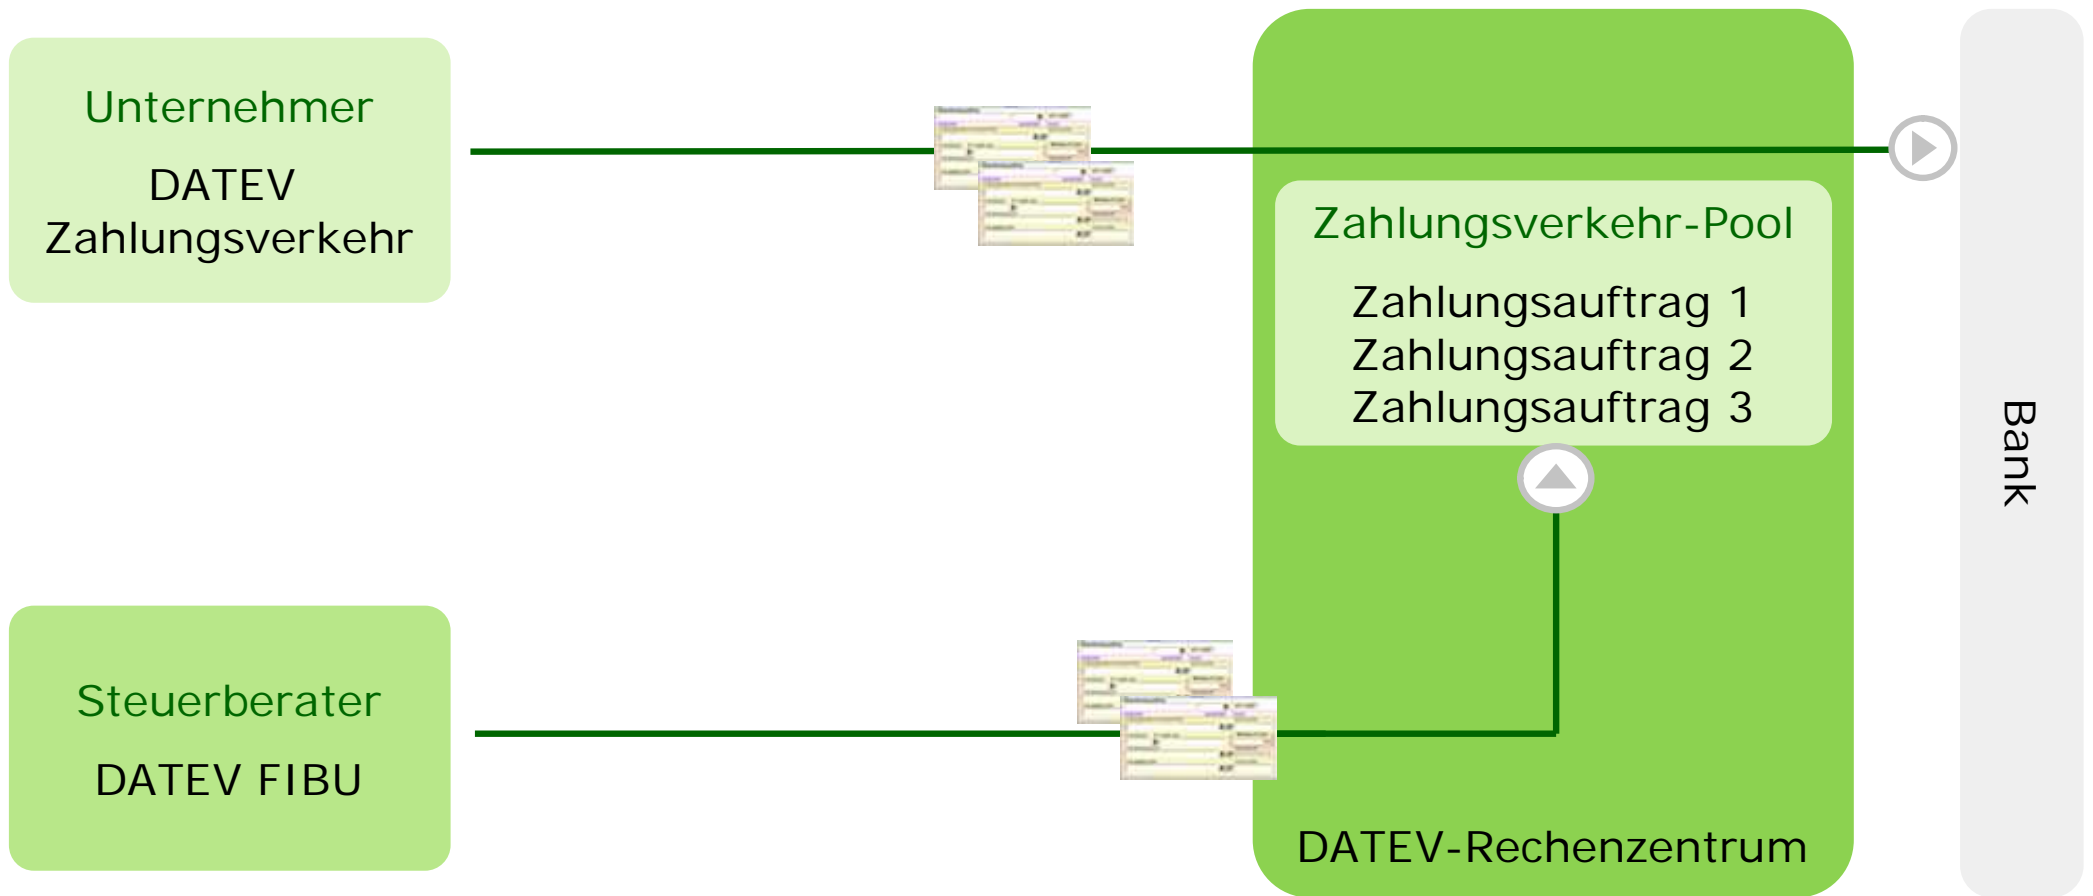 Unternehmer
DATEV
Zahlungsverkehr
Zahlungsverkehr-Pool
Zahlungsauftrag 1
Zahlungsauftrag 2
Zahlungsauftrag 3
Bank
Steuerberater
DATEV FIBU
DATEV-Rechenzentrum